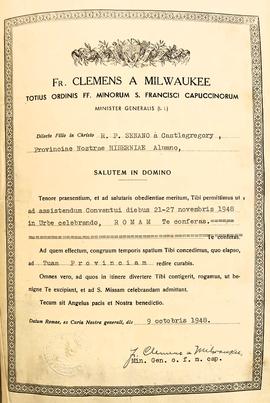 FR. CLEMENS A MILWAUKEE
TOTIUS ORDINIS FF. MINORUM S. FRANCISCI CAPUCCINORUM
MINISTER GENERALIS (S. I.)
Dilecto Filio in Christo R. P. SENANO à Castlegregory,
Provinciae Nostrae HIBERNIAE Alumno,
SALUTEM IN DOMINO
Tenore praesentium, et ad salutaris obedientiae meritum, Tibi permittimus ut
ad assistendum Conventui diebus 21-27 novembris 1948
in Urbe celebrando, ROMAM Te conferas.
Te conferas.
Ad quem effectum, congruum temporis spatium Tibi concedimus, quo elapso,
ad Tuam Provinciam redire curabis.
Omnes vero, ad quos in itinere divertere Tibi contigerit, rogamus, ut be-
nigne Te excipiant, et ad S. Missam celebrandam admittant.
Tecum sit Angelus pacis et Nostra benedictio.
Datum Romae, ex Curia Nostra generali, die 9 octobris 1948.
fr. Clemens a Milwaukee,
Min. Gen. o. f. m. cap.